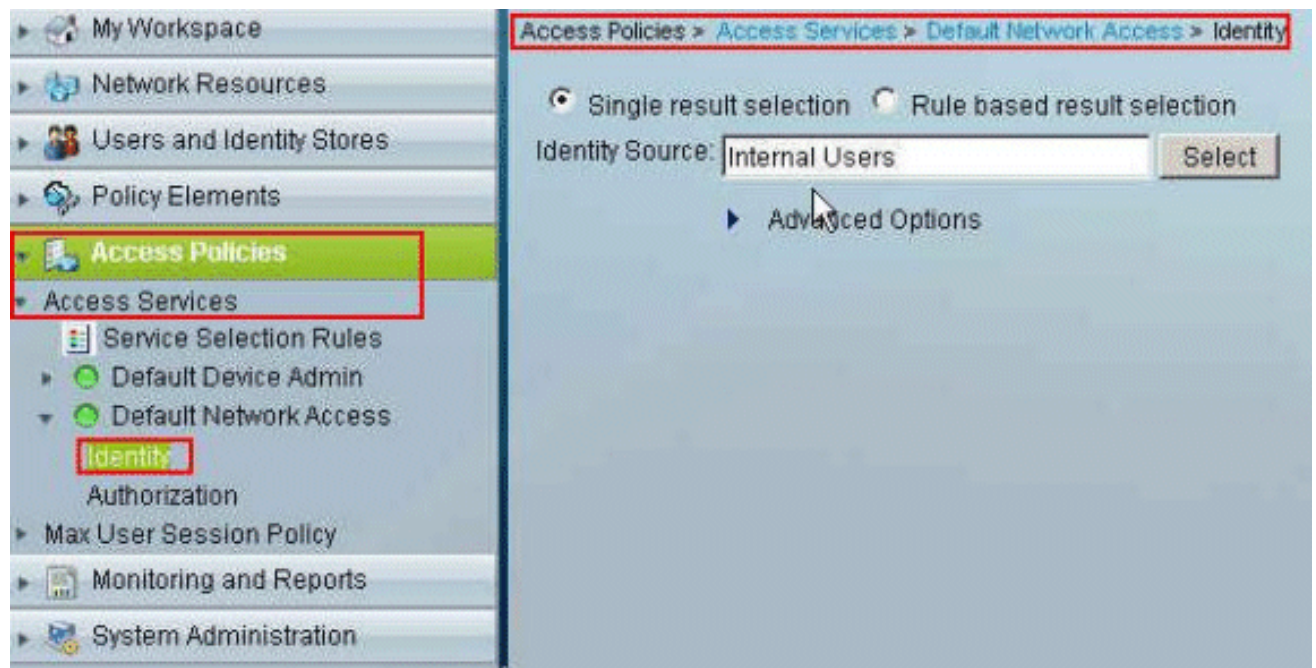 My Workspace
Network Resources
Users and Identity Stores
Policy Elements
Access Policies
Access Services
Service Selection Rules
Default Device Admin
Default Network Access
Identity
Authorization
Max User Session Policy
Monitoring and Reports
System Administration
Access Policies > Access Services > Default Network Access > Identity
Single result selection Rule based result selection
Identity Source: Internal Users Select
Advanced Options